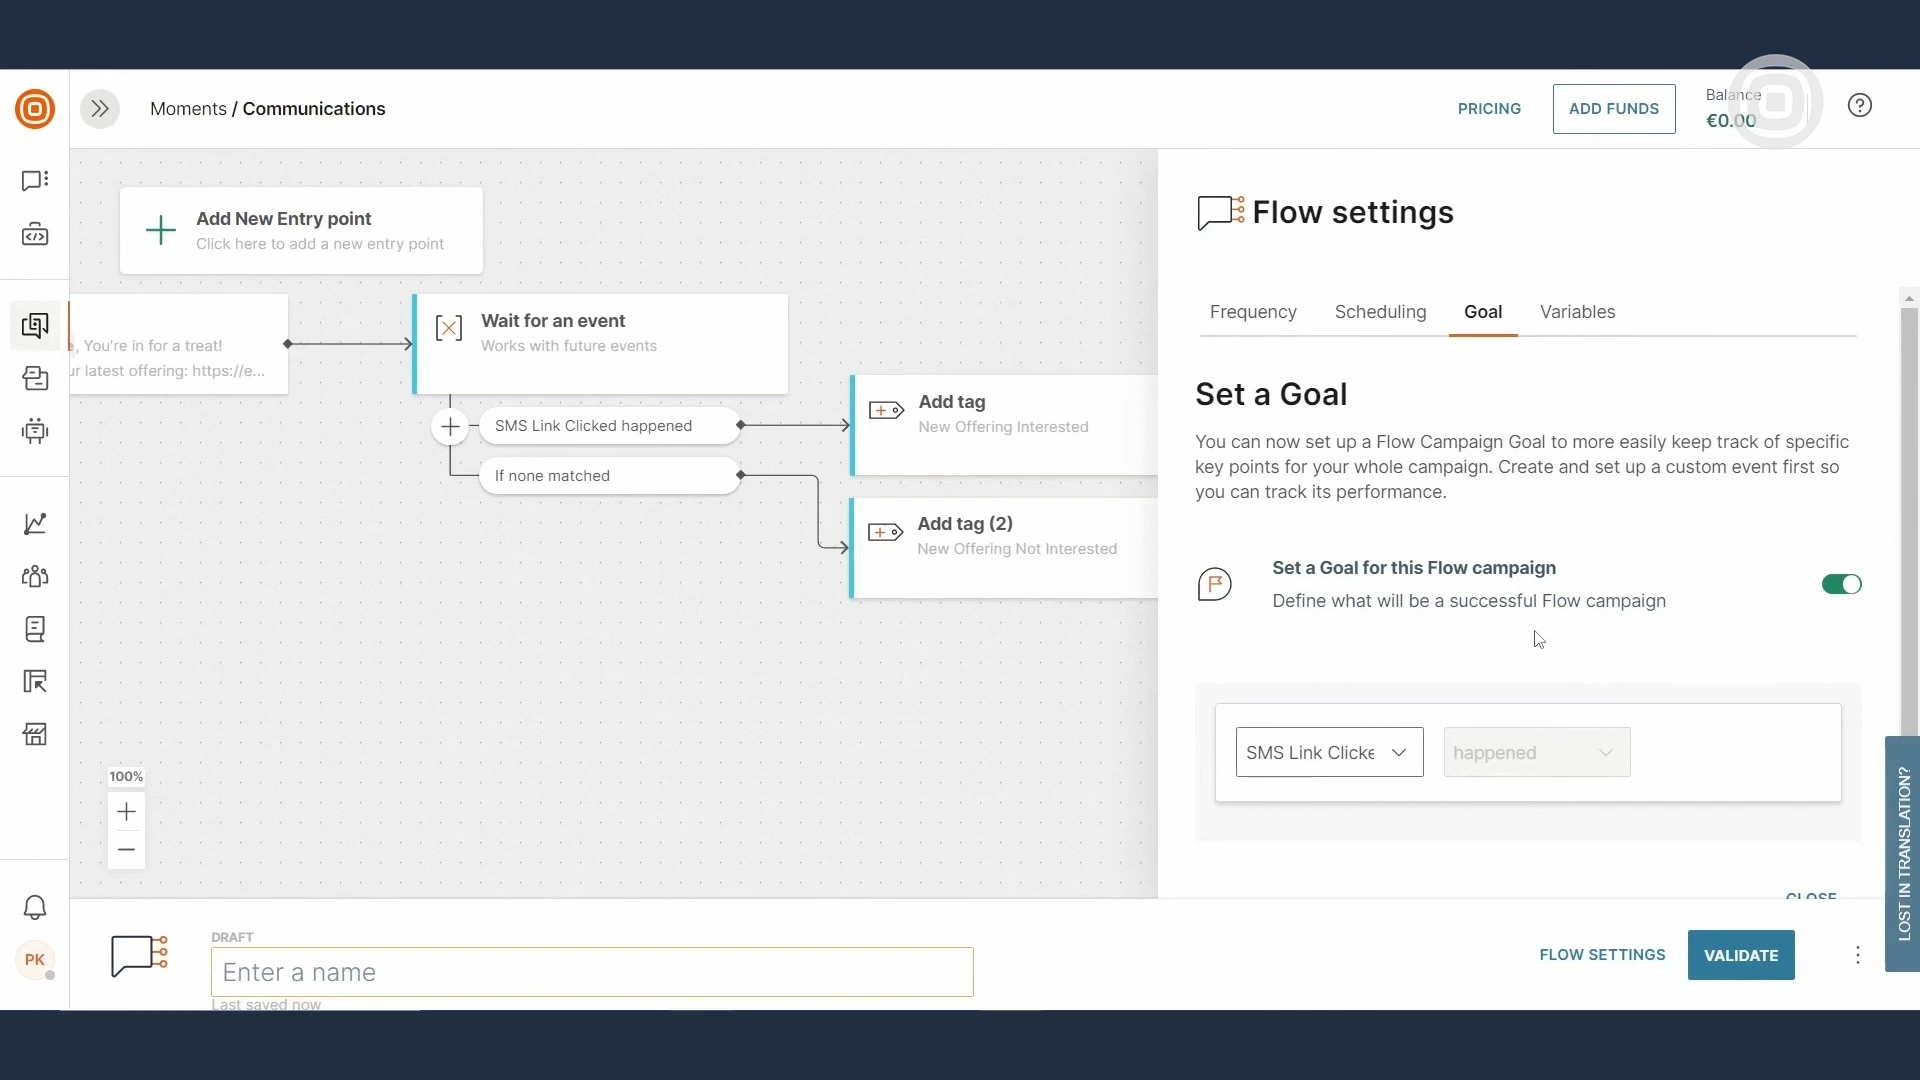 Moments / Communications
PRICING
ADD FUNDS
Balance
€0.00
Add New Entry point
Click here to add a new entry point
e, You're in for a treat!
ur latest offering: https://e...
Wait for an event
Works with future events
SMS Link Clicked happened
If none matched
Add tag
New Offering Interested
Add tag (2)
New Offering Not Interested
100%
Flow settings
Frequency
Scheduling
Goal
Variables
Set a Goal
You can now set up a Flow Campaign Goal to more easily keep track of specific
key points for your whole campaign. Create and set up a custom event first so
you can track its performance.
Set a Goal for this Flow campaign
Define what will be a successful Flow campaign
SMS Link Clicke
happened
CLOSE
LOST IN TRANSLATION?
PK
DRAFT
Enter a name
Last saved now
FLOW SETTINGS
VALIDATE